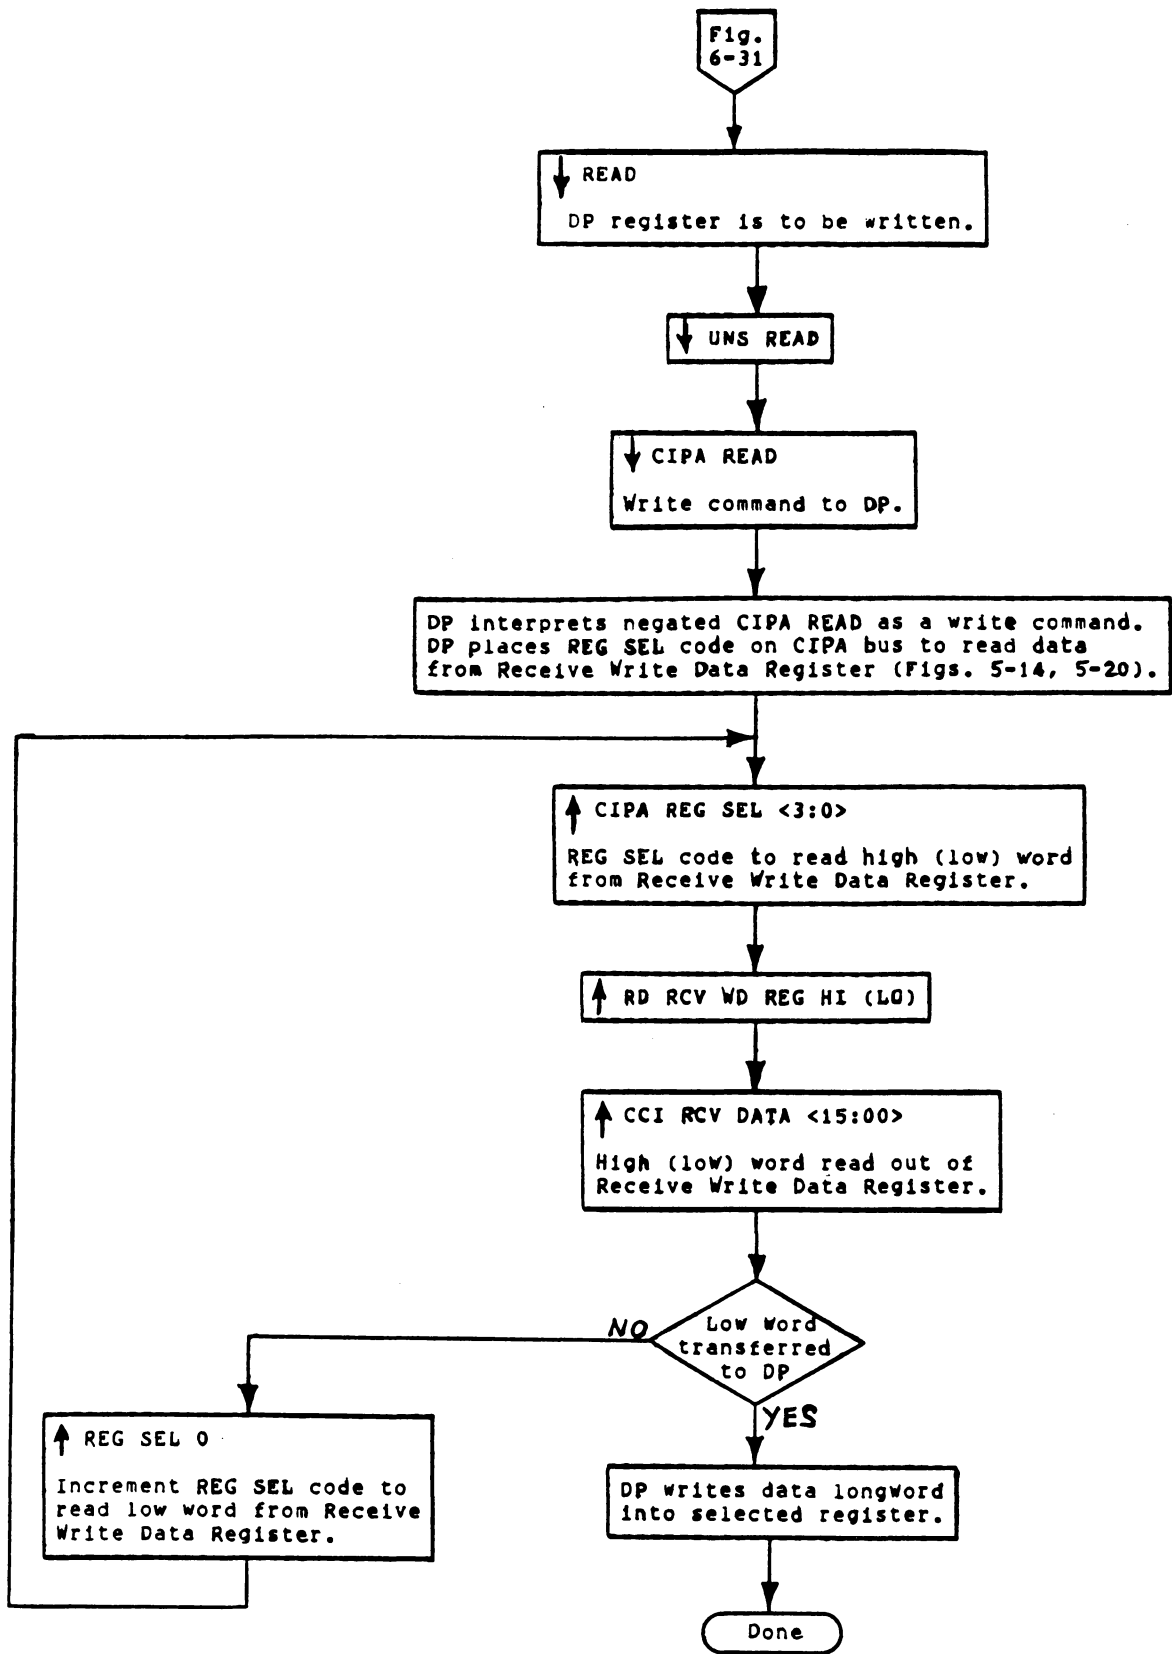 Fig.
6-31
READ
DP register is to be written.
UNS READ
CIPA READ
Write command to DP.
DP interprets negated CIPA READ as a write command.
DP places REG SEL code on CIPA bus to read data
from Receive Write Data Register (Figs. 5-14, 5-20).
CIPA REG SEL <3:0>
REG SEL code to read high (low) word
from Receive Write Data Register.
RD RCV WD REG HI (LO)
CCI RCV DATA <15:00>
High (low) word read out of
Receive Write Data Register.
Low Word
transferred
to DP
NO
YES
REG SEL 0
Increment REG SEL code to
read low word from Receive
Write Data Register.
DP writes data longword
into selected register.
Done